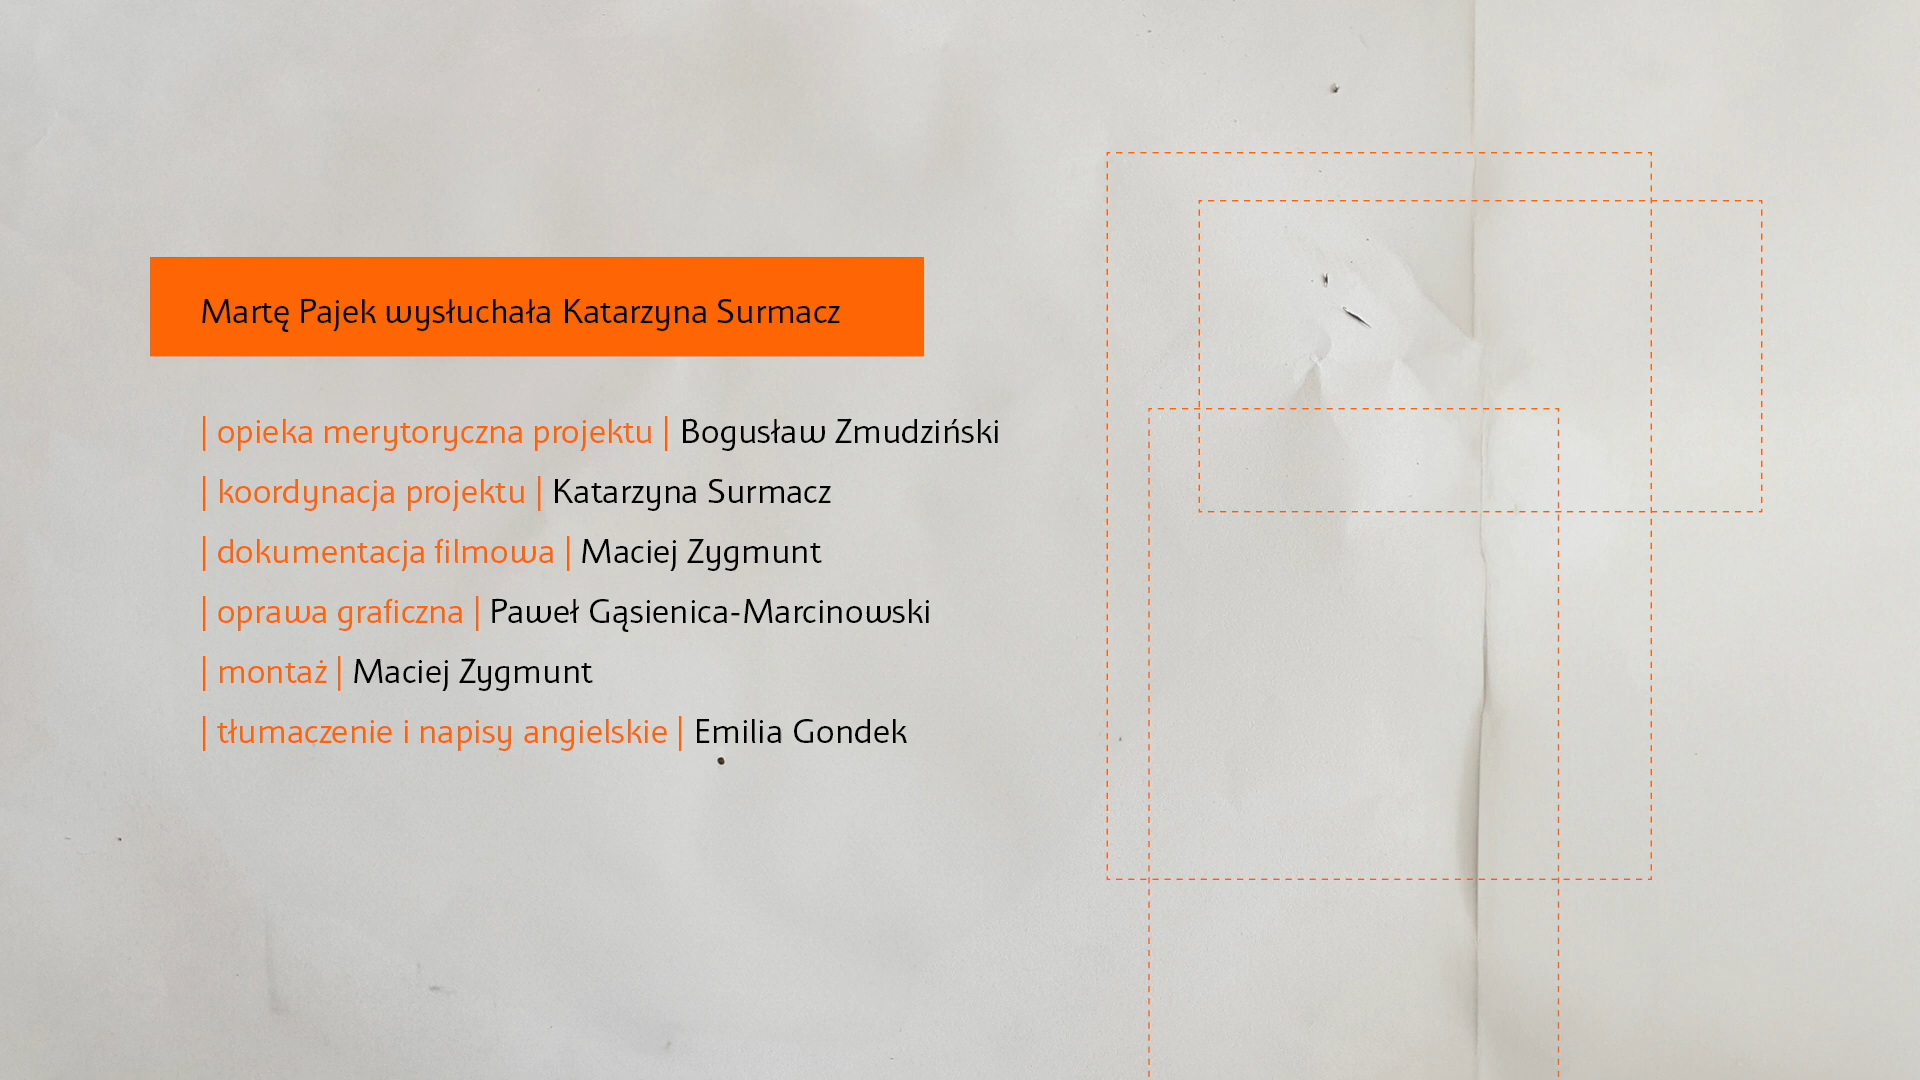 Martę Pajek wysłuchała Katarzyna Surmacz
| opieka merytoryczna projektu | Bogusław Zmudziński
| koordynacja projektu | Katarzyna Surmacz
| dokumentacja filmowa | Maciej Zygmunt
| oprawa graficzna | Paweł Gąsienica-Marcinowski
| montaż | Maciej Zygmunt
| tłumaczenie i napisy angielskie | Emilia Gondek